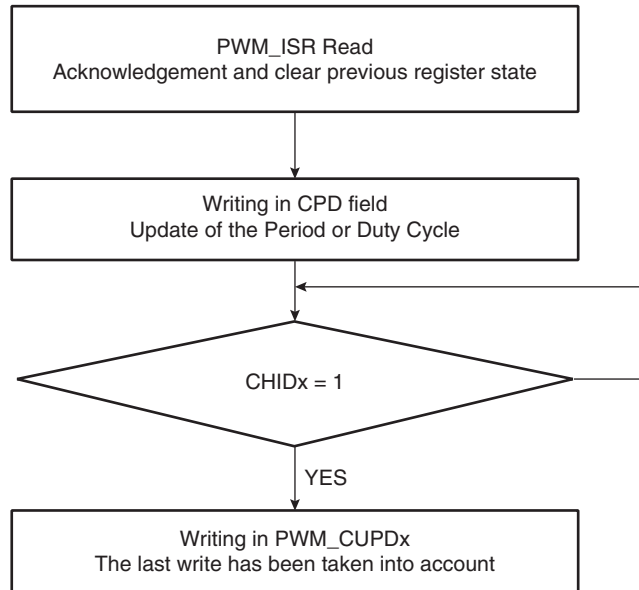 PWM_ISR Read
Acknowledgement and clear previous register state
Writing in CPD field
Update of the Period or Duty Cycle
CHIDx = 1
YES
Writing in PWM_CUPDx
The last write has been taken into account